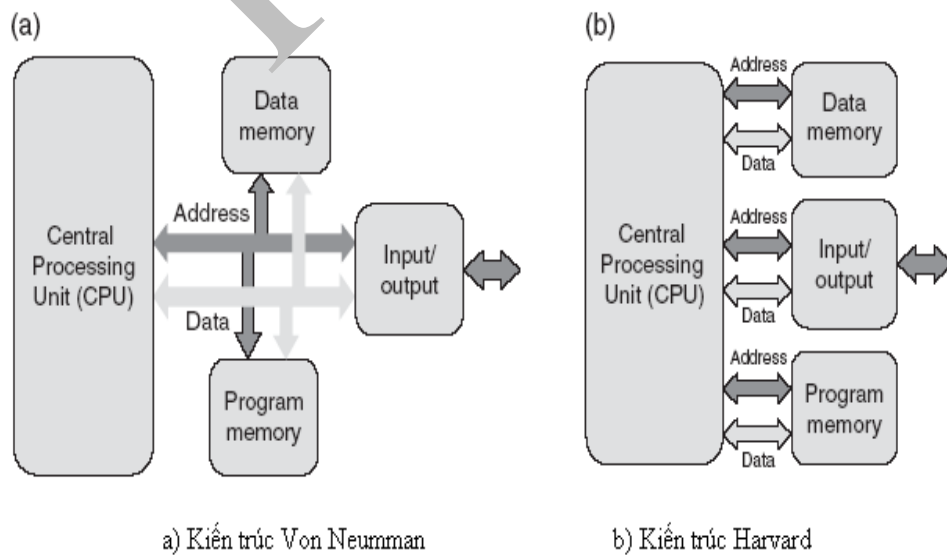 (a)
Data
memory
Address
Central
Processing
Unit (CPU)
Input/
output
Data
Program
memory
(b)
Address
Data
memory
Data
Central
Processing
Unit (CPU)
Address
Input/
output
Data
Address
Program
memory
Data
a) Kiến trúc Von Neumman
b) Kiến trúc Harvard